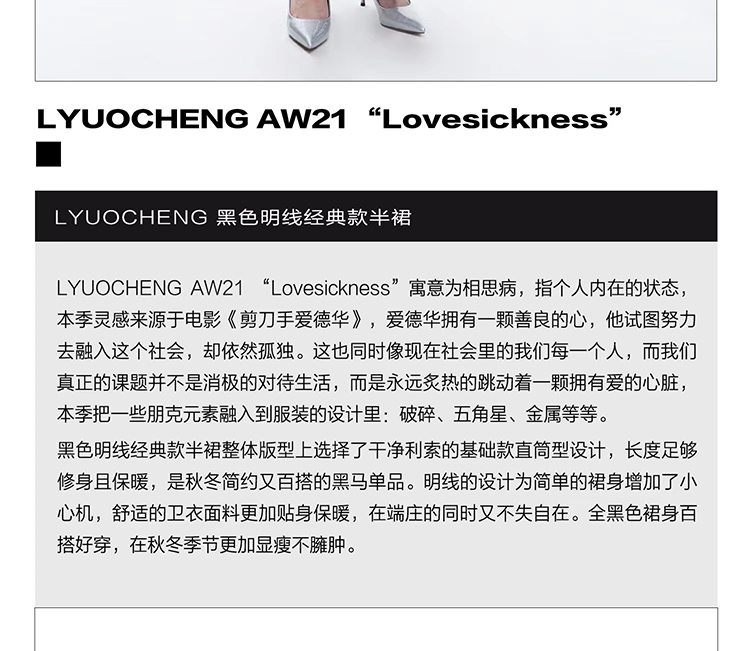 LYUOCHENG AW21 “Lovesickness”
LYUOCHENG 黑色明线经典款半裙
LYUOCHENG AW21 “Lovesickness”寓意为相思病，指个人内在的状态，
本季灵感来源于电影《剪刀手爱德华》，爱德华拥有一颗善良的心，他试图努力
去融入这个社会，却依然孤独。这也同时像现在社会里的我们每一个人，而我们
真正的课题并不是消极的对待生活，而是永远炙热的跳动着一颗拥有爱的心脏，
本季把一些朋克元素融入到服装的设计里：破碎、五角星、金属等等。
黑色明线经典款半裙整体版型上选择了干净利索的基础款直筒型设计，长度足够
修身且保暖，是秋冬简约又百搭的黑马单品。明线的设计为简单的裙身增加了小
心机，舒适的卫衣面料更加贴身保暖，在端庄的同时又不失自在。全黑色裙身百
搭好穿，在秋冬季节更加显瘦不臃肿。